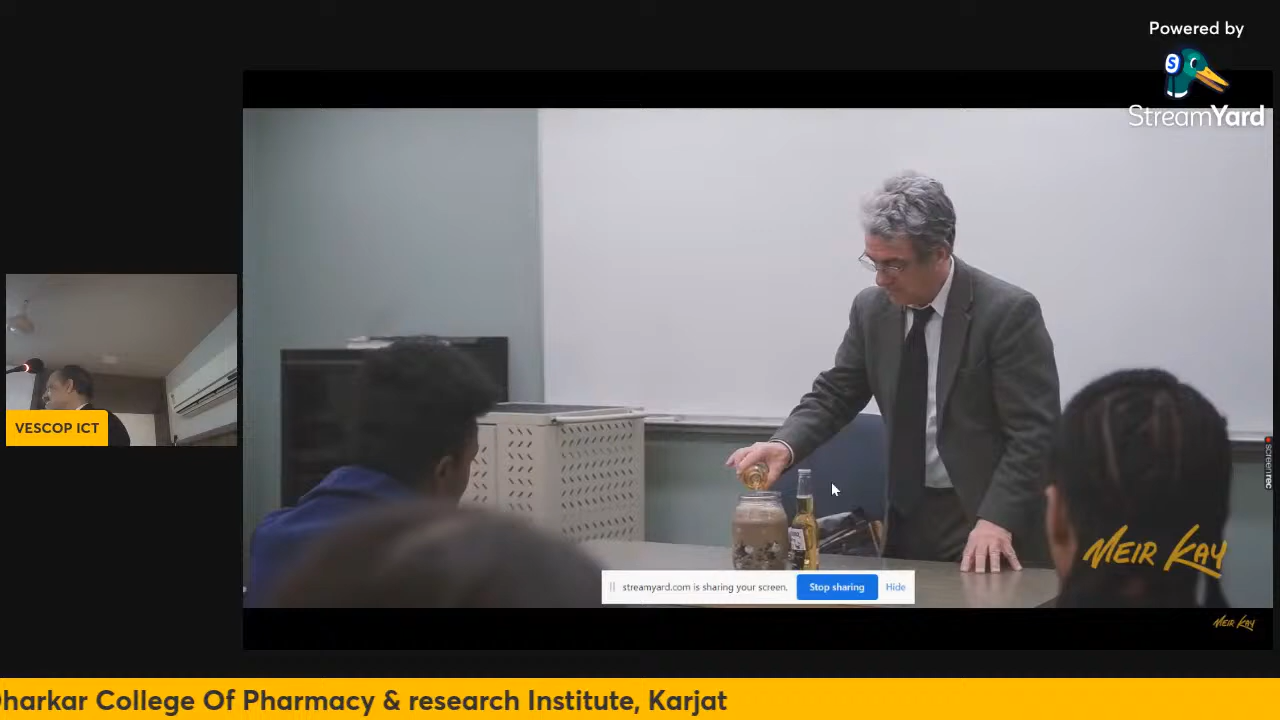 Powered by
StreamYard
VESCOP ICT
screenrec
MEIR KAY
streamyard.com is sharing your screen.
Stop sharing
Hide
MEIR KAY
harkar College Of Pharmacy & research Institute, Karjat